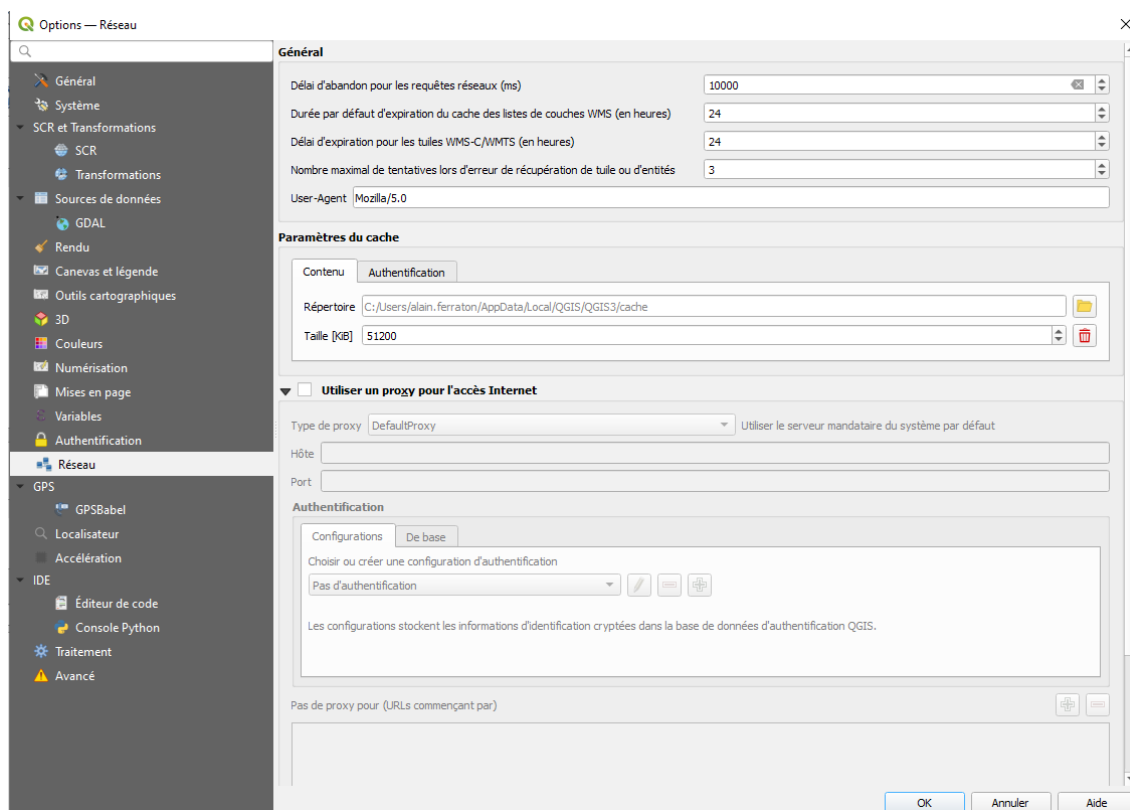 Options — Réseau
Général
Système
SCR et Transformations
SCR
Transformations
Sources de données
GDAL
Rendu
Canevas et légende
Outils cartographiques
3D
Couleurs
Numérisation
Mises en page
Variables
Authentification
Réseau
GPS
GPSBabel
Localisateur
Accélération
IDE
Éditeur de code
Console Python
Traitement
Avancé
Général
Délai d'abandon pour les requêtes réseaux (ms) 10000
Durée par défaut d'expiration du cache des listes de couches WMS (en heures) 24
Délai d'expiration pour les tuiles WMS-C/WMTS (en heures) 24
Nombre maximal de tentatives lors d'erreur de récupération de tuile ou d'entités 3
User-Agent Mozilla/5.0
Paramètres du cache
Contenu Authentification
Répertoire C:/Users/alain.ferraton/AppData/Local/QGIS/QGIS3/cache
Taille [KiB] 51200
Utiliser un proxy pour l'accès Internet
Type de proxy DefaultProxy Utiliser le serveur mandataire du système par défaut
Hôte
Port
Authentification
Configurations De base
Choisir ou créer une configuration d'authentification
Pas d'authentification
Les configurations stockent les informations d'identification cryptées dans la base de données d'authentification QGIS.
Pas de proxy pour (URLs commençant par)
OK Annuler Aide